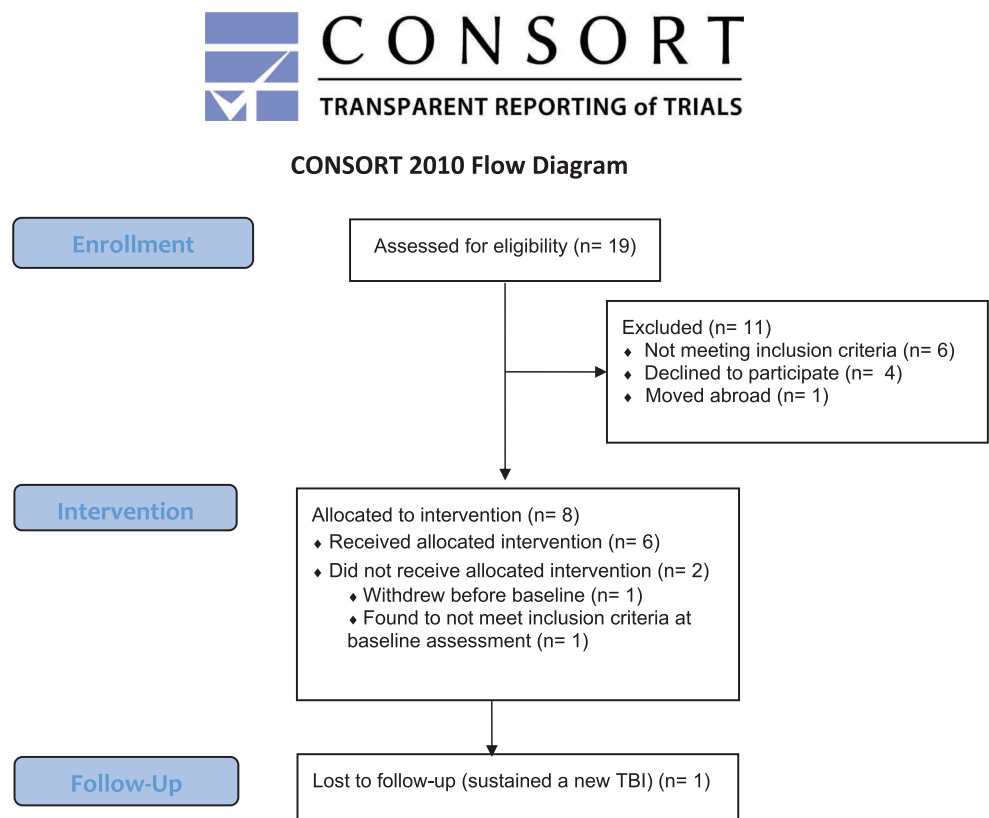 CONSORT
TRANSPARENT REPORTING of TRIALS
CONSORT 2010 Flow Diagram
Enrollment
Assessed for eligibility (n= 19)
Excluded (n= 11)
♦ Not meeting inclusion criteria (n= 6)
♦ Declined to participate (n= 4)
♦ Moved abroad (n= 1)
Intervention
Allocated to intervention (n= 8)
♦ Received allocated intervention (n= 6)
♦ Did not receive allocated intervention (n= 2)
♦ Withdrew before baseline (n= 1)
♦ Found to not meet inclusion criteria at
baseline assessment (n= 1)
Follow-Up
Lost to follow-up (sustained a new TBI) (n= 1)